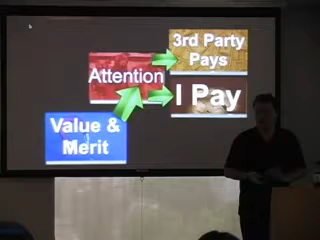 3rd Party
Pays
Attention
I Pay
Value &
Merit